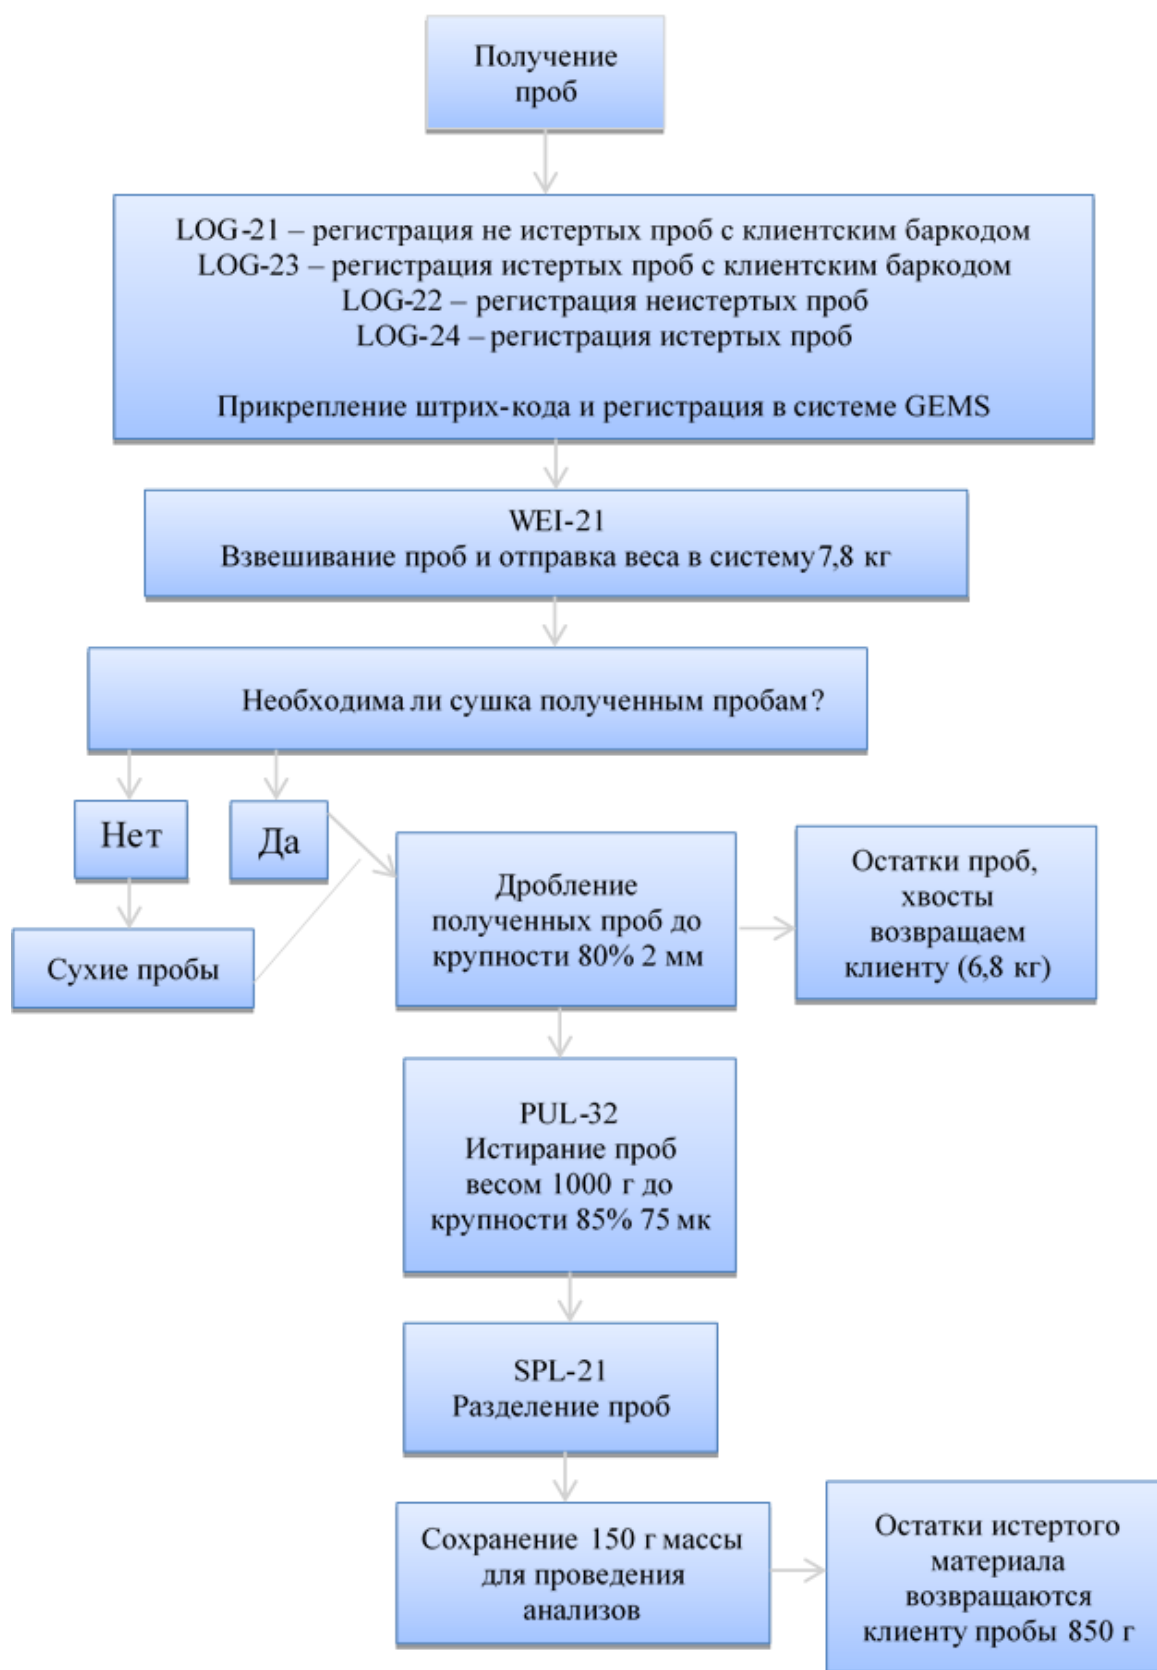 Получение
проб
LOG-21 – регистрация не истертых проб с клиентским баркодом
LOG-23 – регистрация истертых проб с клиентским баркодом
LOG-22 – регистрация неистертых проб
LOG-24 – регистрация истертых проб
Прикрепление штрих-кода и регистрация в системе GEMS
WEI-21
Взвешивание проб и отправка веса в систему 7,8 кг
Необходима ли сушка полученным пробам?
Нет
Да
Сухие пробы
Дробление
полученных проб до
крупности 80% 2 мм
Остатки проб,
хвосты
возвращаем
клиенту (6,8 кг)
PUL-32
Истирание проб
весом 1000 г до
крупности 85% 75 мк
SPL-21
Разделение проб
Сохранение 150 г массы
для проведения
анализов
Остатки истертого
материала
возвращаются
клиенту пробы 850 г